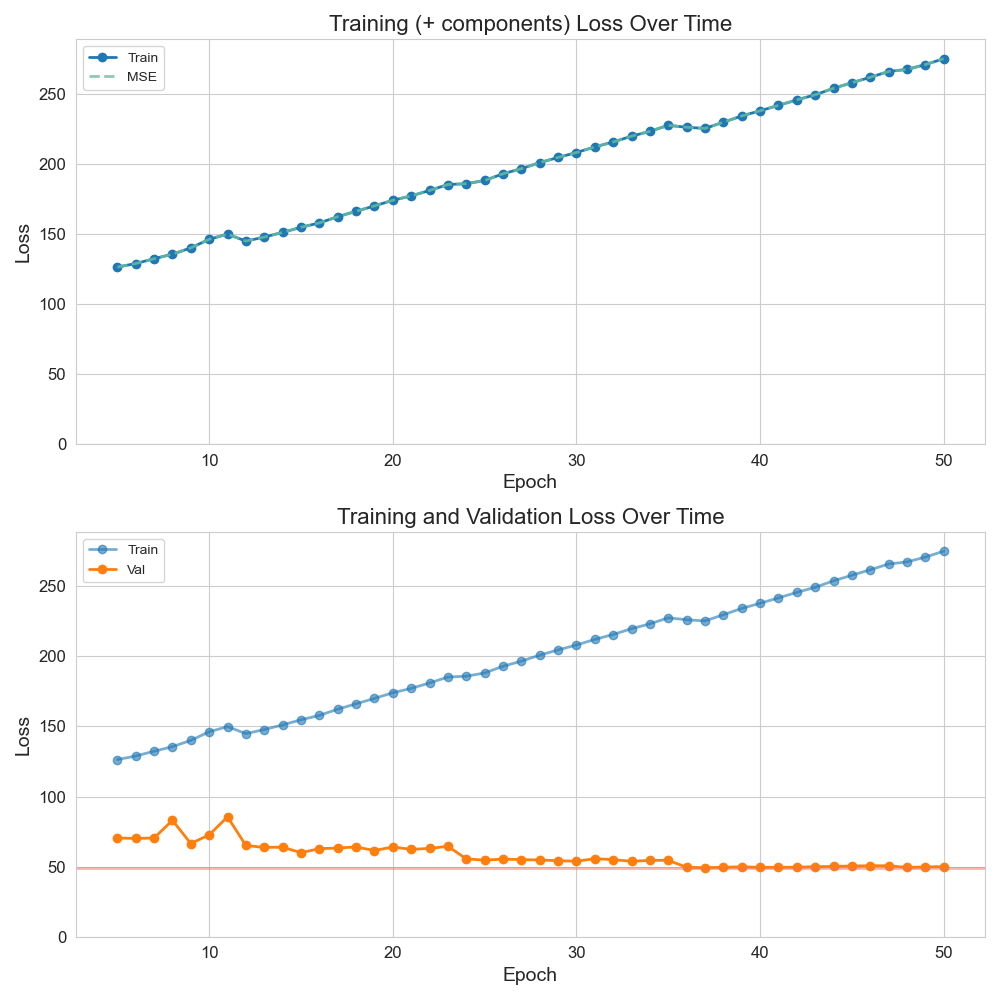 Training (+ components) Loss Over Time
Train
MSE
Loss
250
200
150
100
50
0
10 20 30 40 50
Epoch
Training and Validation Loss Over Time
Train
Val
Loss
250
200
150
100
50
0
10 20 30 40 50
Epoch